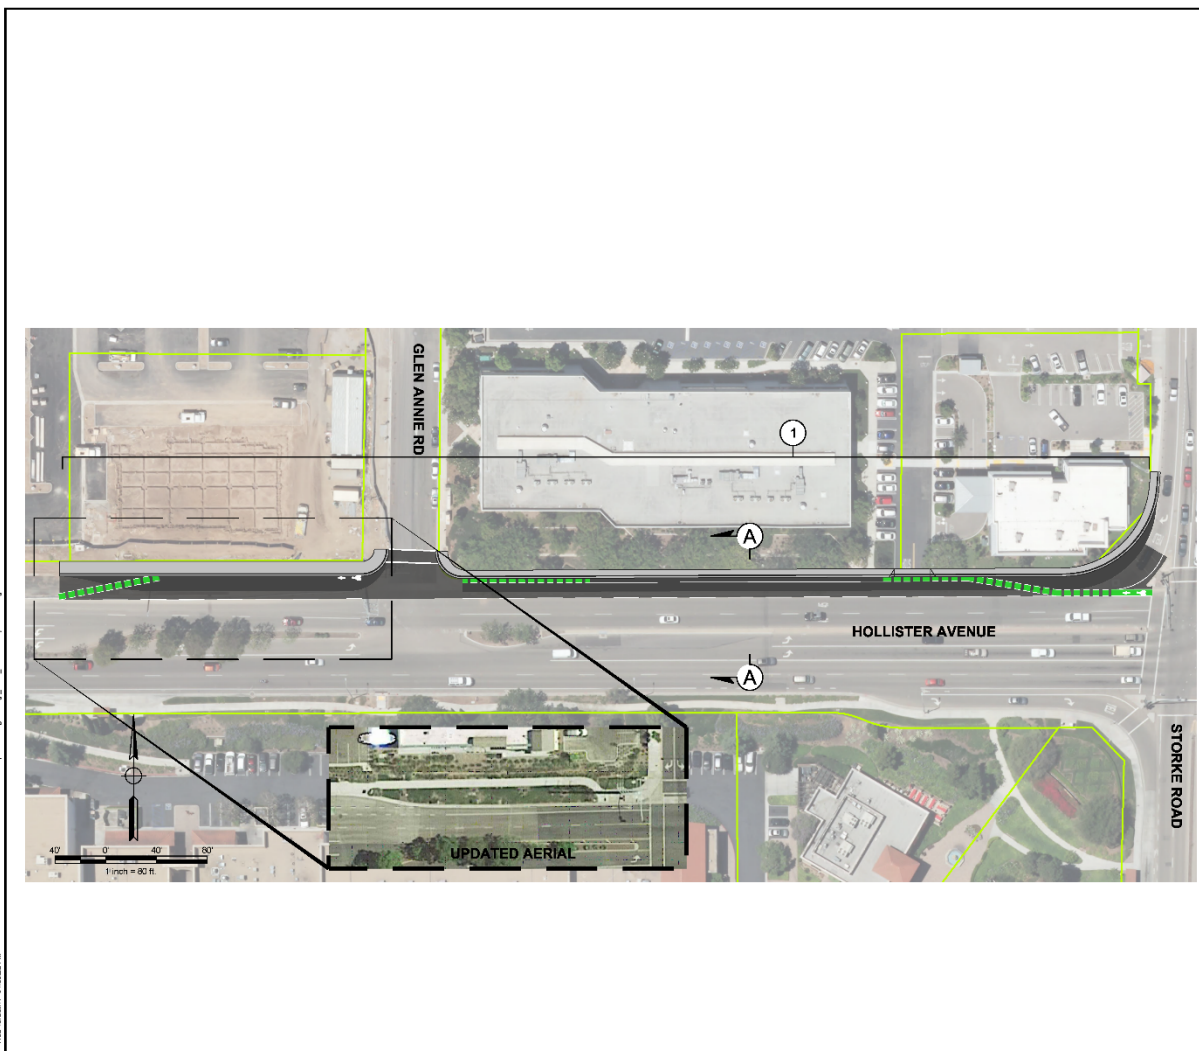 GLEN ANNIE RD
1
A
HOLLISTER AVENUE
A
STORKE ROAD
UPDATED AERIAL
40' 0' 40' 80'
1 inch = 80 ft.